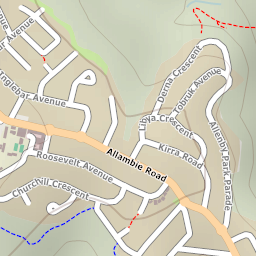 Derna Crescent
Tobruk Avenue
Libya Crescent
Allenby Park Parade
Kirra Road
Inglebar Avenue
Allambie Road
Roosevelt Avenue
Churchill Crescent